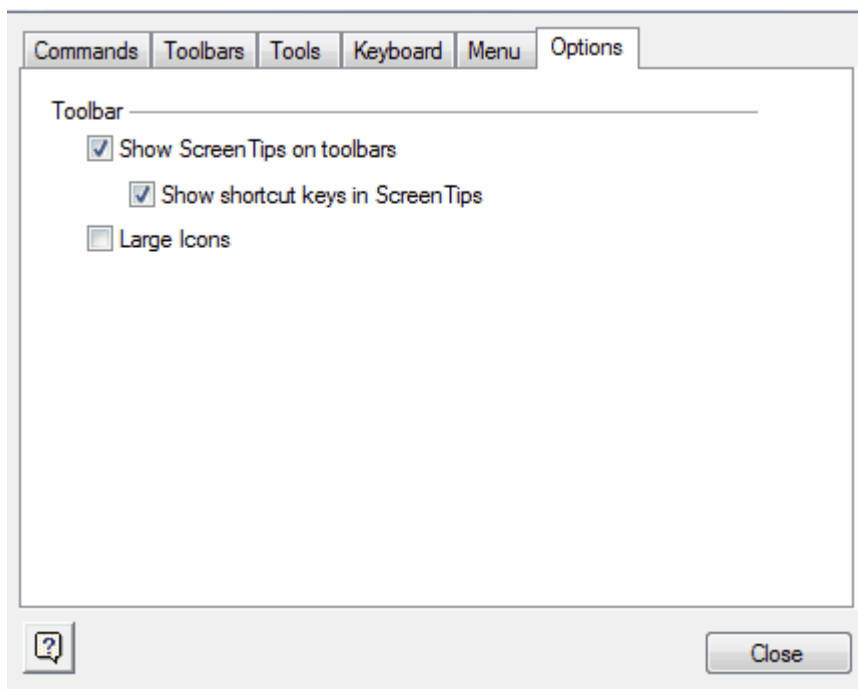 Commands Toolbars Tools Keyboard Menu Options
Toolbar
Show ScreenTips on toolbars
Show shortcut keys in ScreenTips
Large Icons
?
Close